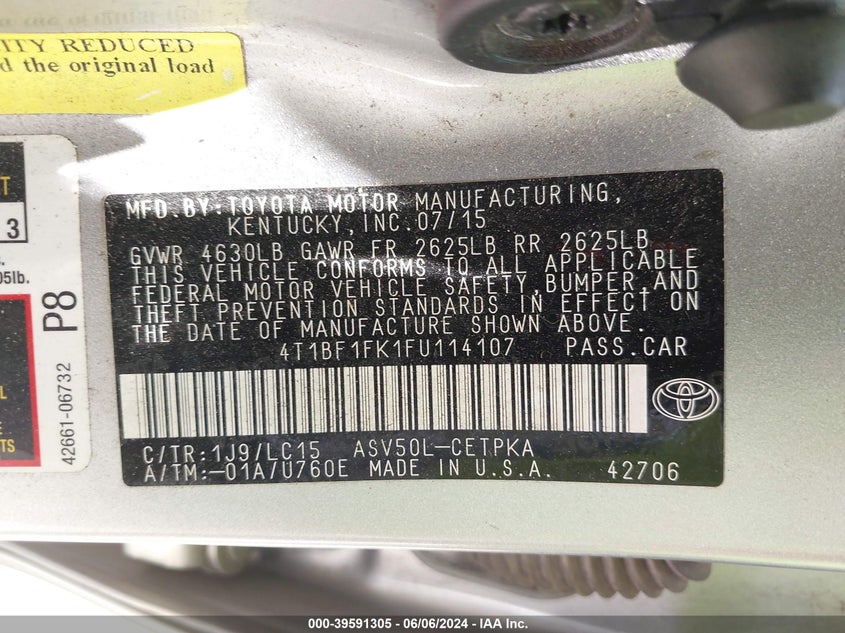 ITY REDUCED
d the original load
T
3
05lb.
P8
42661-06732
L
E
TS
MFD.BY:TOYOTA MOTOR MANUFACTURING,
KENTUCKY,INC.07/15
GVWR 4630LB GAWR FR 2625LB RR 2625LB
THIS VEHICLE CONFORMS TO ALL APPLICABLE
FEDERAL MOTOR VEHICLE SAFETY,BUMPER,AND
THEFT PREVENTION STANDARDS IN EFFECT ON
THE DATE OF MANUFACTURE SHOWN ABOVE.
4T1BF1FK1FU114107 PASS.CAR
C/TR:1J9/LC15 ASV50L-CETPKA
A/TM:-01A/U760E MADE IN U.S.A. 42706
000-39591305 | 06/06/2024 | IAA Inc.